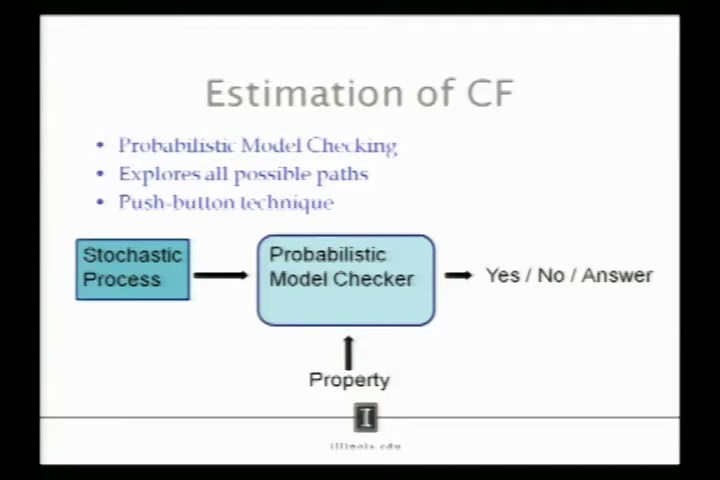 Estimation of CF
• Probabilistic Model Checking
• Explores all possible paths
• Push-button technique
Stochastic
Process
Probabilistic
Model Checker
Yes / No / Answer
Property
I
illinois.edu